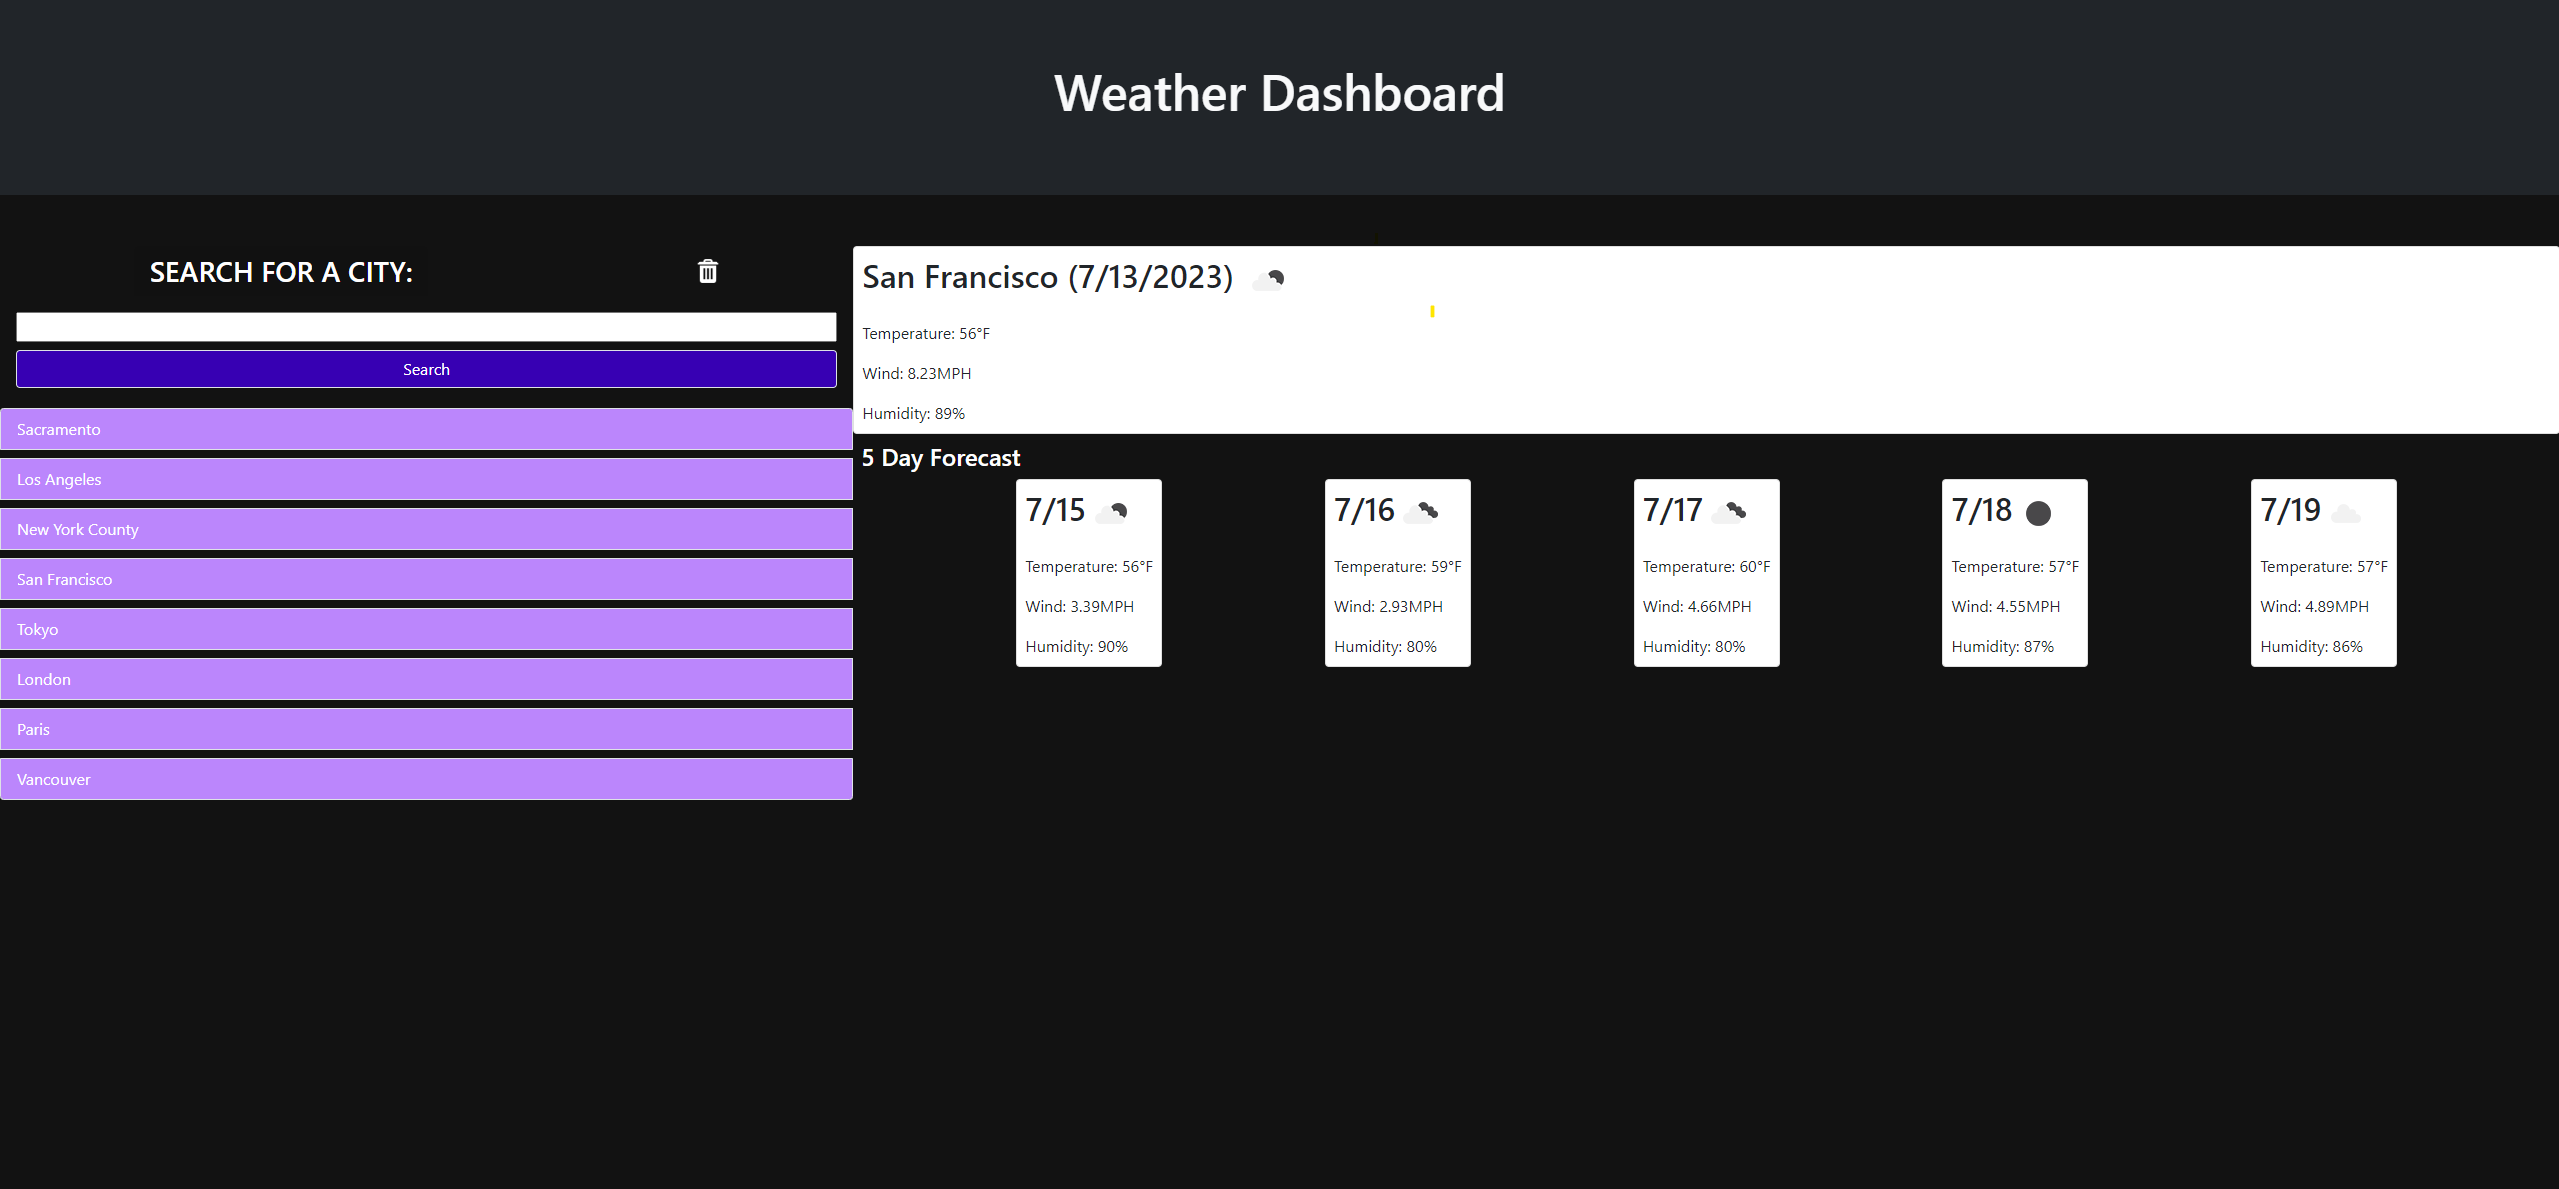 Weather Dashboard
SEARCH FOR A CITY:
Search
Sacramento
Los Angeles
New York County
San Francisco
Tokyo
London
Paris
Vancouver
San Francisco (7/13/2023)
Temperature: 56°F
Wind: 8.23MPH
Humidity: 89%
5 Day Forecast
7/15
Temperature: 56°F
Wind: 3.39MPH
Humidity: 90%
7/16
Temperature: 59°F
Wind: 2.93MPH
Humidity: 80%
7/17
Temperature: 60°F
Wind: 4.66MPH
Humidity: 80%
7/18
Temperature: 57°F
Wind: 4.55MPH
Humidity: 87%
7/19
Temperature: 57°F
Wind: 4.89MPH
Humidity: 86%